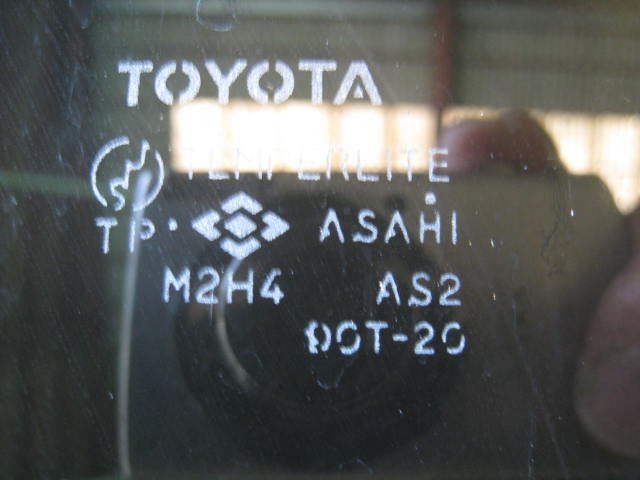 TOYOTA
TEMPERLITE
TP · ASAHI
M2H4 AS2
DOT-20